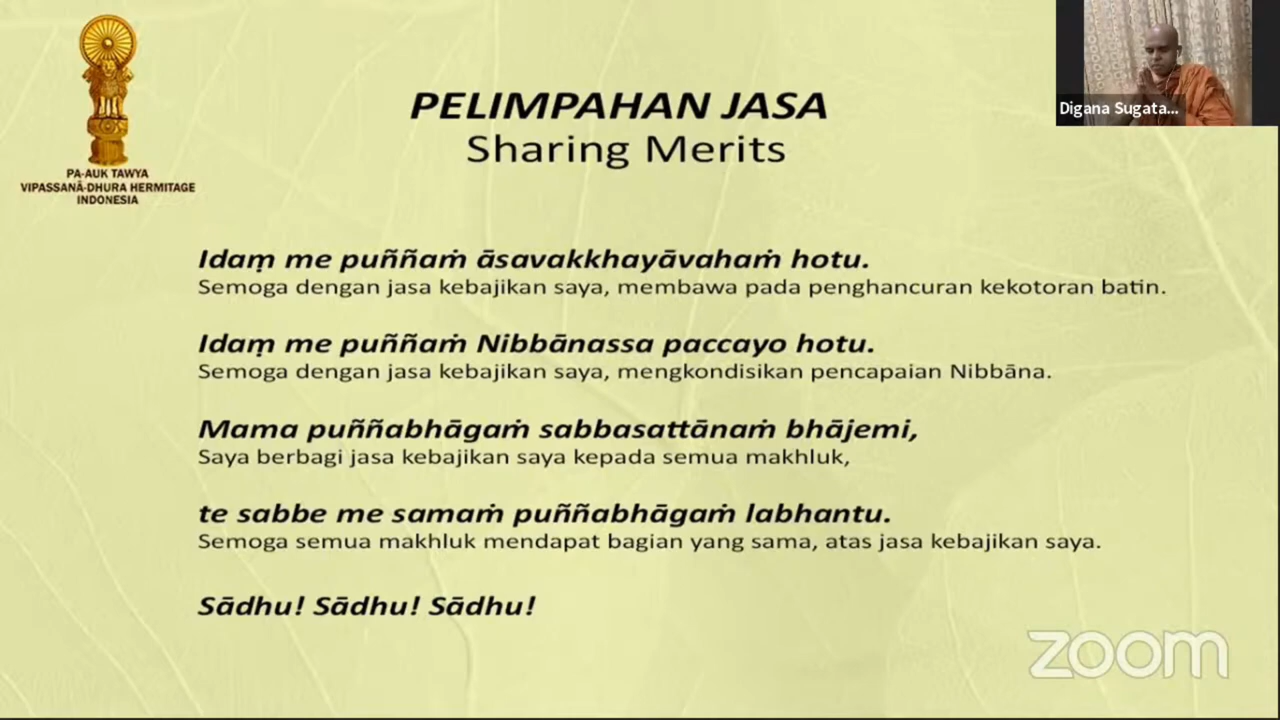 PA-AUK TAWYA
VIPASSANĀ-DHURA HERMITAGE
INDONESIA
PELIMPAHAN JASA
Sharing Merits
Digana Sugata...
Idaṃ me puññaṁ āsavakkhayāvahaṁ hotu.
Semoga dengan jasa kebajikan saya, membawa pada penghancuran kekotoran batin.
Idaṃ me puññaṁ Nibbānassa paccayo hotu.
Semoga dengan jasa kebajikan saya, mengkondisikan pencapaian Nibbāna.
Mama puññabhāgaṁ sabbasattānaṁ bhājemi,
Saya berbagi jasa kebajikan saya kepada semua makhluk,
te sabbe me samaṁ puññabhāgaṁ labhantu.
Semoga semua makhluk mendapat bagian yang sama, atas jasa kebajikan saya.
Sādhu! Sādhu! Sādhu!
zoom